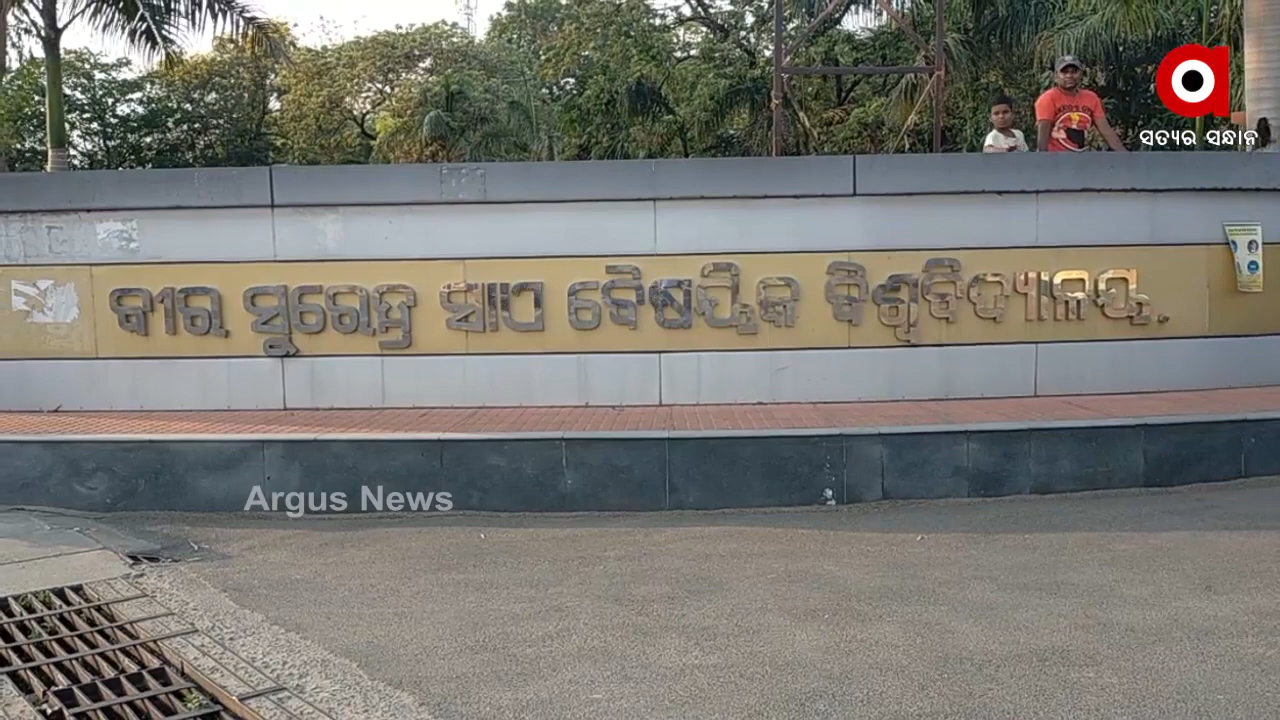 ସତ୍ୟର ସନ୍ଧାନ
ବୀର ସୁରେନ୍ଦ୍ର ସାଏ ବୈଷୟିକ ବିଶ୍ୱବିଦ୍ୟାଳୟ
Argus News